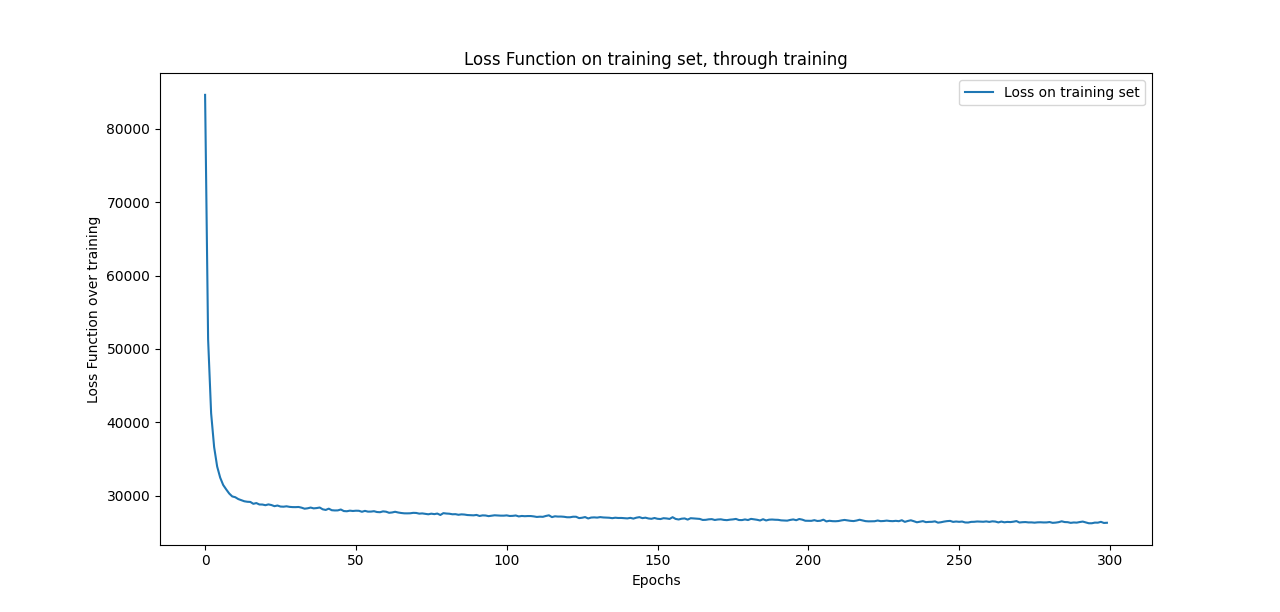 Loss Function on training set, through training
Loss on training set
Loss Function over training
80000
70000
60000
50000
40000
30000
0 50 100 150 200 250 300
Epochs